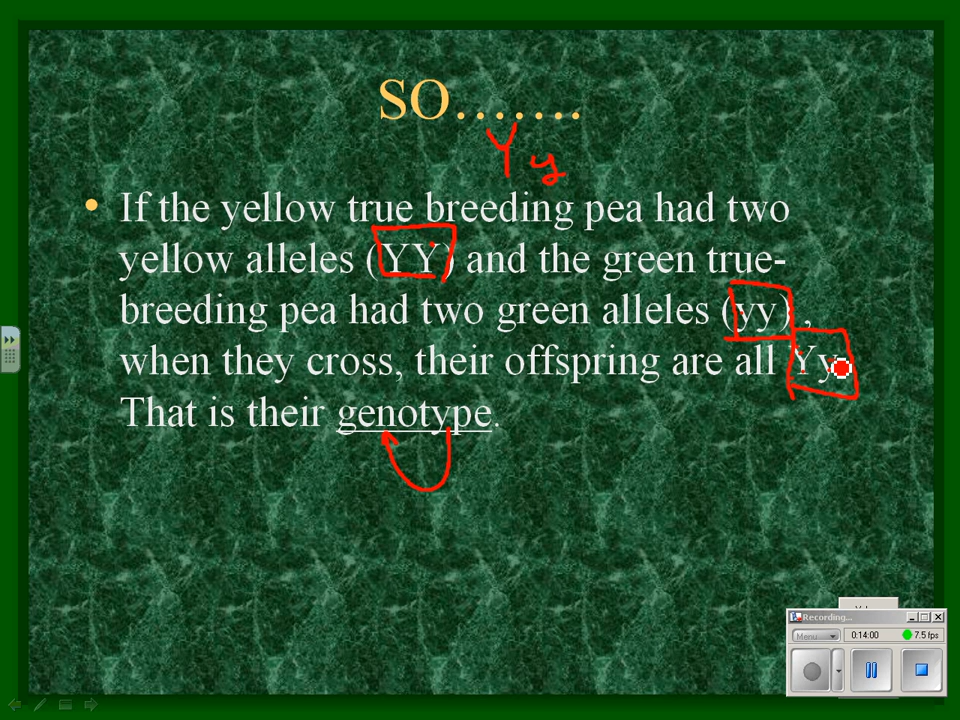 SO…….
Y y
• If the yellow true breeding pea had two
yellow alleles (YY) and the green true-
breeding pea had two green alleles (yy) ,
when they cross, their offspring are all Yy
That is their genotype.
Recording...
Menu
0:14:00
7.5 fps